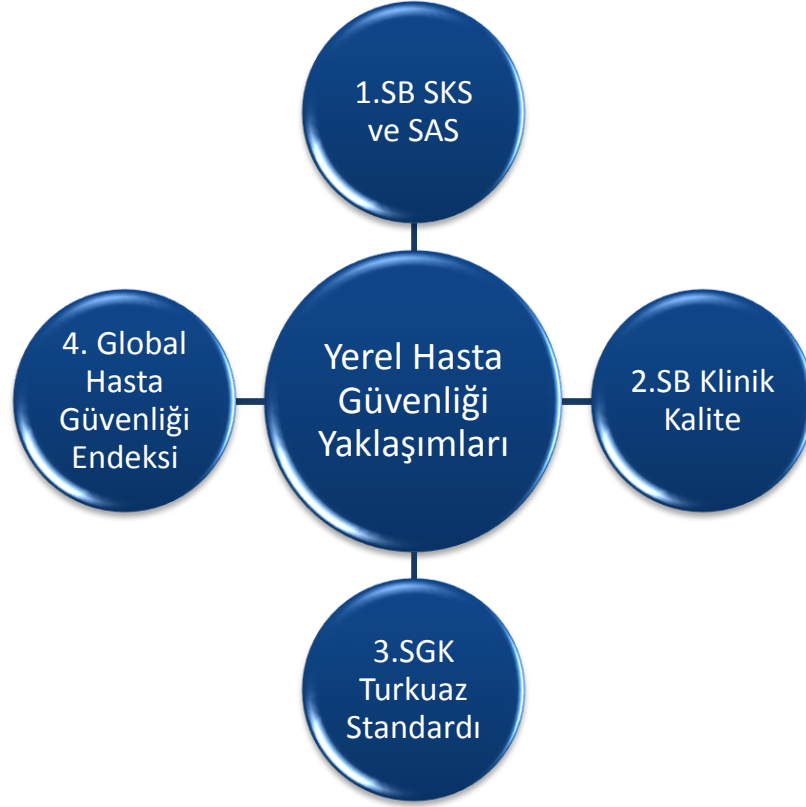 1.SB SKS
ve SAS
4. Global
Hasta
Güvenliği
Endeksi
Yerel Hasta
Güvenliği
Yaklaşımları
2.SB Klinik
Kalite
3.SGK
Turkuaz
Standardı